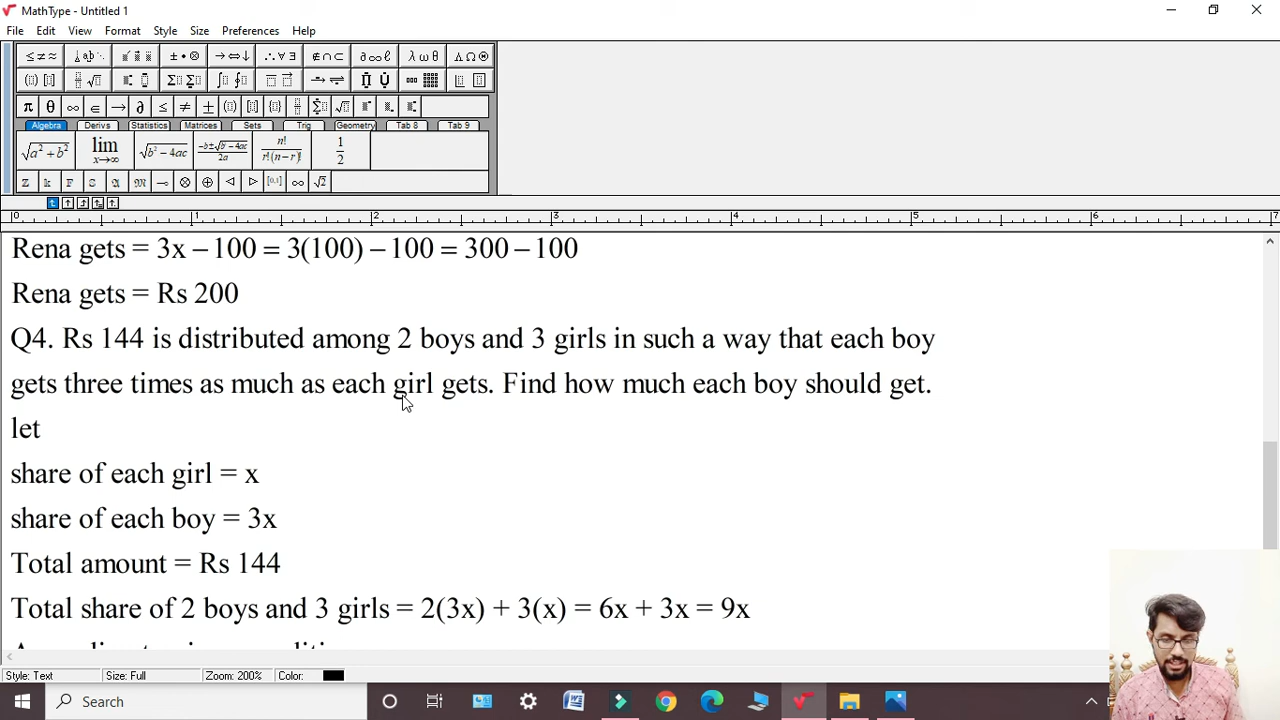 MathType - Untitled 1
File Edit View Format Style Size Preferences Help
Algebra Derivs Statistics Matrices Sets Trig Geometry Tab 8 Tab 9
Rena gets = 3x – 100 = 3(100) – 100 = 300 – 100
Rena gets = Rs 200
Q4. Rs 144 is distributed among 2 boys and 3 girls in such a way that each boy
gets three times as much as each girl gets. Find how much each boy should get.
let
share of each girl = x
share of each boy = 3x
Total amount = Rs 144
Total share of 2 boys and 3 girls = 2(3x) + 3(x) = 6x + 3x = 9x
Style: Text Size: Full Zoom: 200% Color:
Search